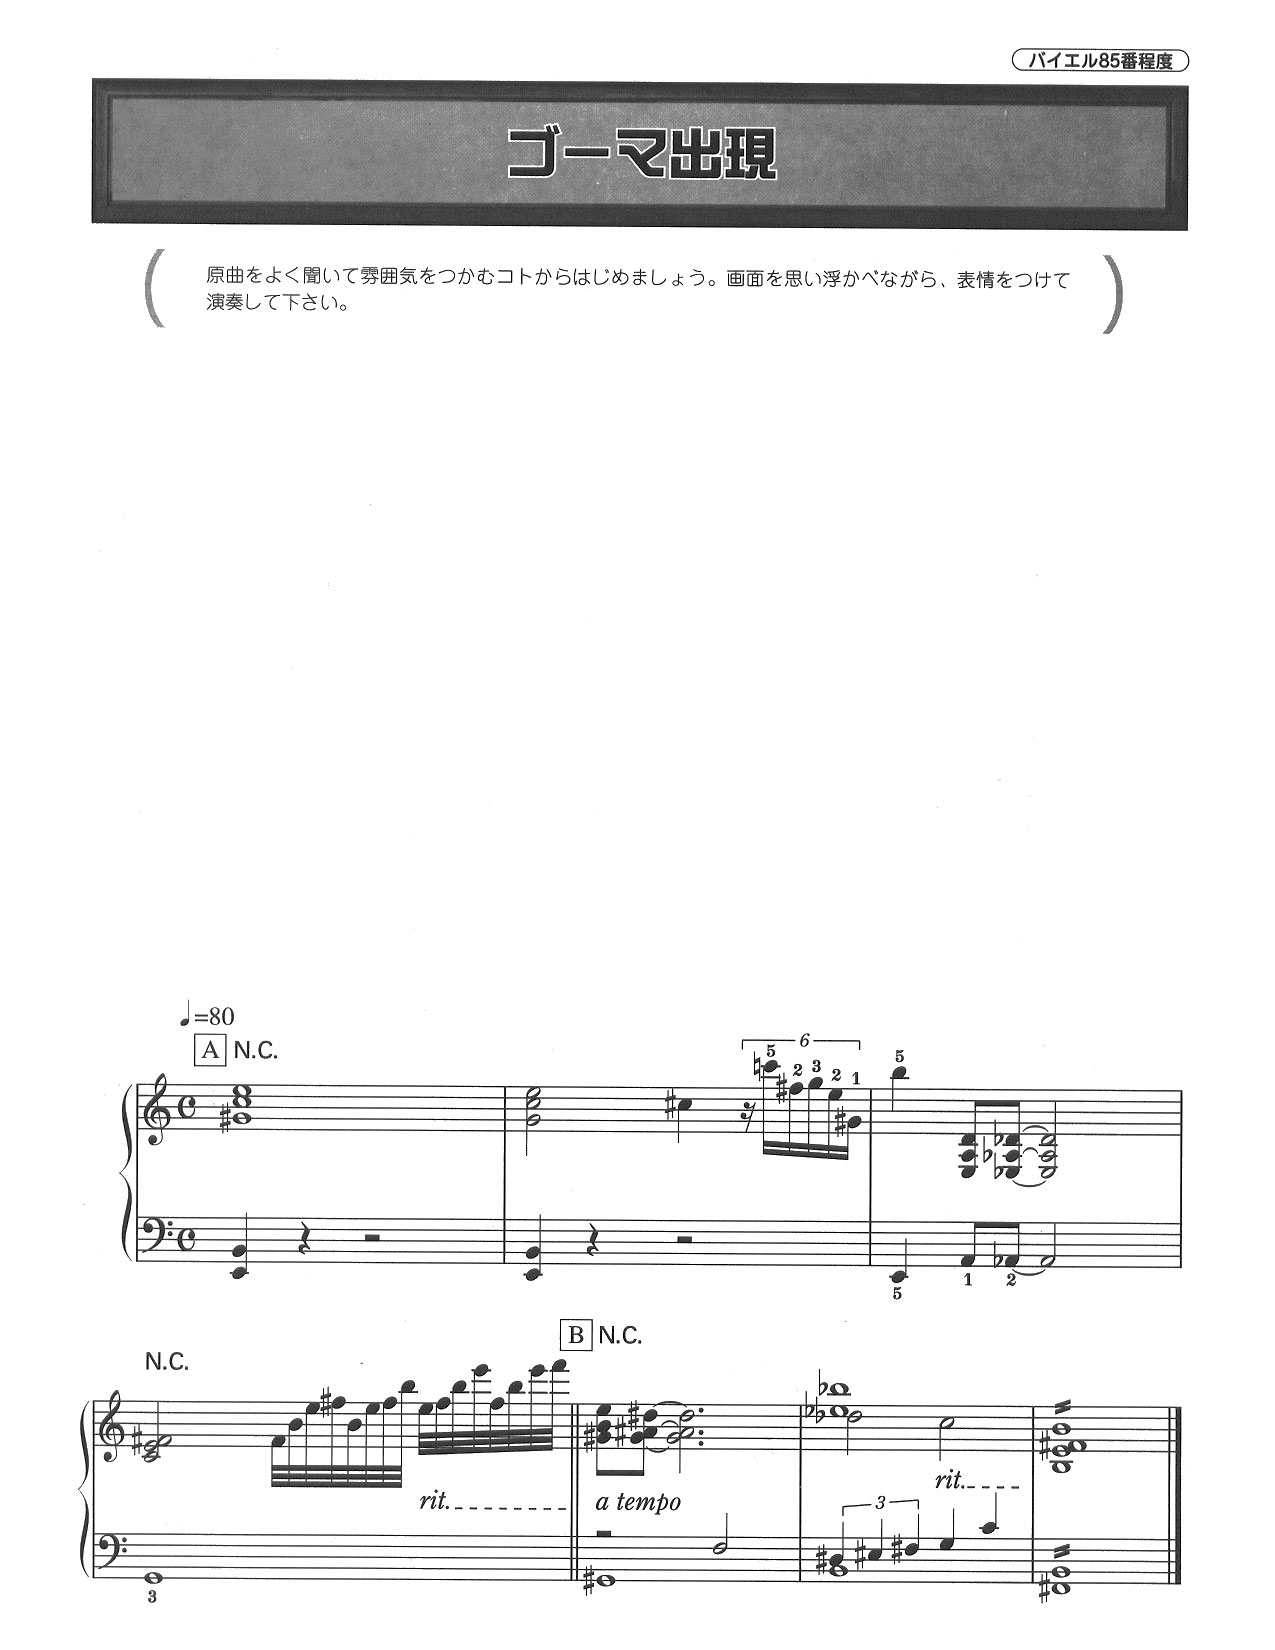 バイエル85番程度
ゴーマ出現
原曲をよく聞いて雰囲気をつかむコトからはじめましょう。画面を思い浮かべながら、表情をつけて
演奏して下さい。
♩=80
A N.C.
6
5 2 3 2 1 5
5 1 2
B N.C.
N.C.
rit.
a tempo
rit.
3
3